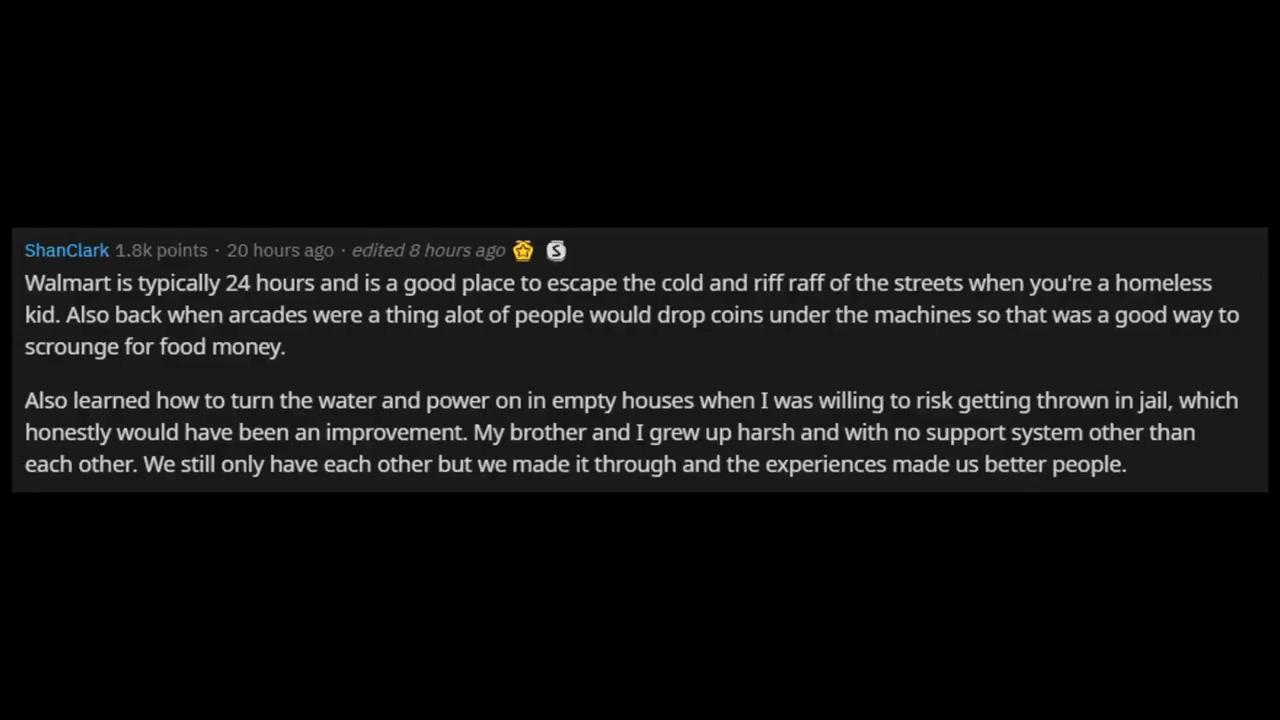 ShanClark 1.8k points · 20 hours ago · edited 8 hours ago S
Walmart is typically 24 hours and is a good place to escape the cold and riff raff of the streets when you're a homeless
kid. Also back when arcades were a thing alot of people would drop coins under the machines so that was a good way to
scrounge for food money.
Also learned how to turn the water and power on in empty houses when I was willing to risk getting thrown in jail, which
honestly would have been an improvement. My brother and I grew up harsh and with no support system other than
each other. We still only have each other but we made it through and the experiences made us better people.